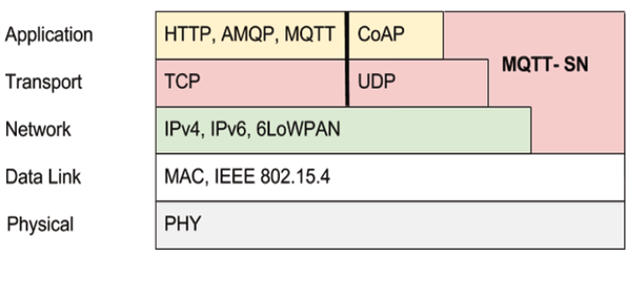 Application HTTP, AMQP, MQTT CoAP
MQTT- SN
Transport TCP UDP
Network IPv4, IPv6, 6LoWPAN
Data Link MAC, IEEE 802.15.4
Physical PHY